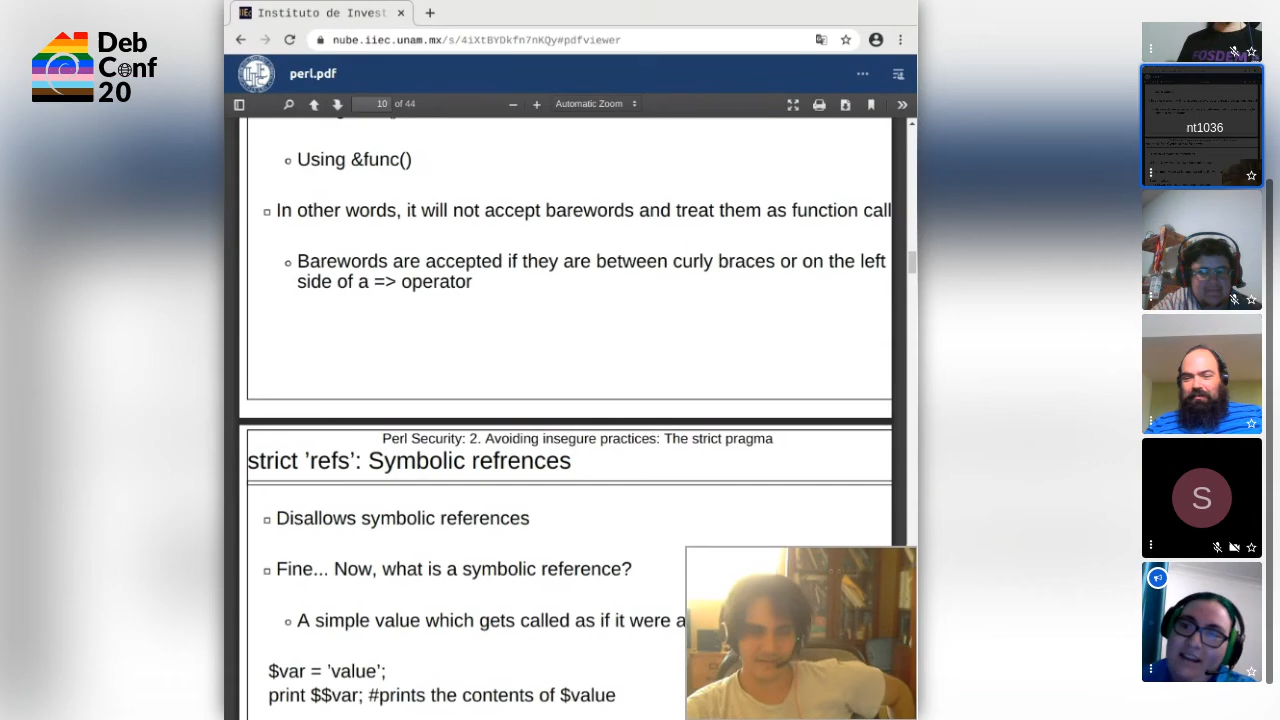 Deb
Conf
20
Instituto de Invest
nube.iiec.unam.mx/s/4iXtBYDkfn7nKQy#pdfviewer
perl.pdf
10 of 44
Automatic Zoom
Using &func()
In other words, it will not accept barewords and treat them as function call
Barewords are accepted if they are between curly braces or on the left
side of a => operator
Perl Security: 2. Avoiding insegure practices: The strict pragma
strict ’refs’: Symbolic refrences
Disallows symbolic references
Fine... Now, what is a symbolic reference?
A simple value which gets called as if it were a
$var = ’value’;
print $$var; #prints the contents of $value
FOSDEM
nt1036
S